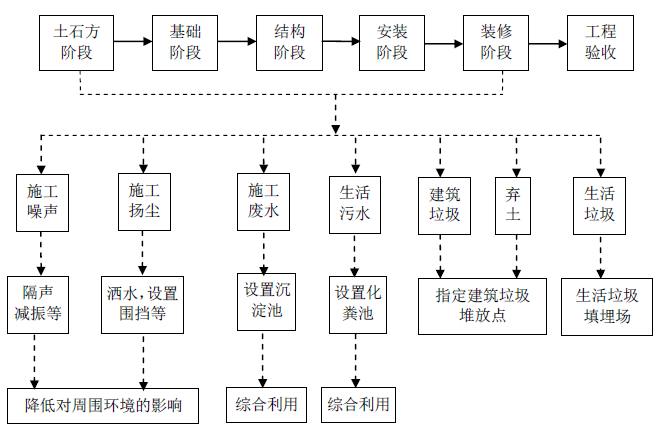 土石方
阶段
基础
阶段
结构
阶段
安装
阶段
装修
阶段
工程
验收
施工
噪声
施工
扬尘
施工
废水
生活
污水
建筑
垃圾
弃
土
生活
垃圾
隔声
减振等
洒水，设置
围挡等
设置沉
淀池
设置化
粪池
指定建筑垃圾
堆放点
生活垃圾
填埋场
降低对周围环境的影响
综合利用
综合利用